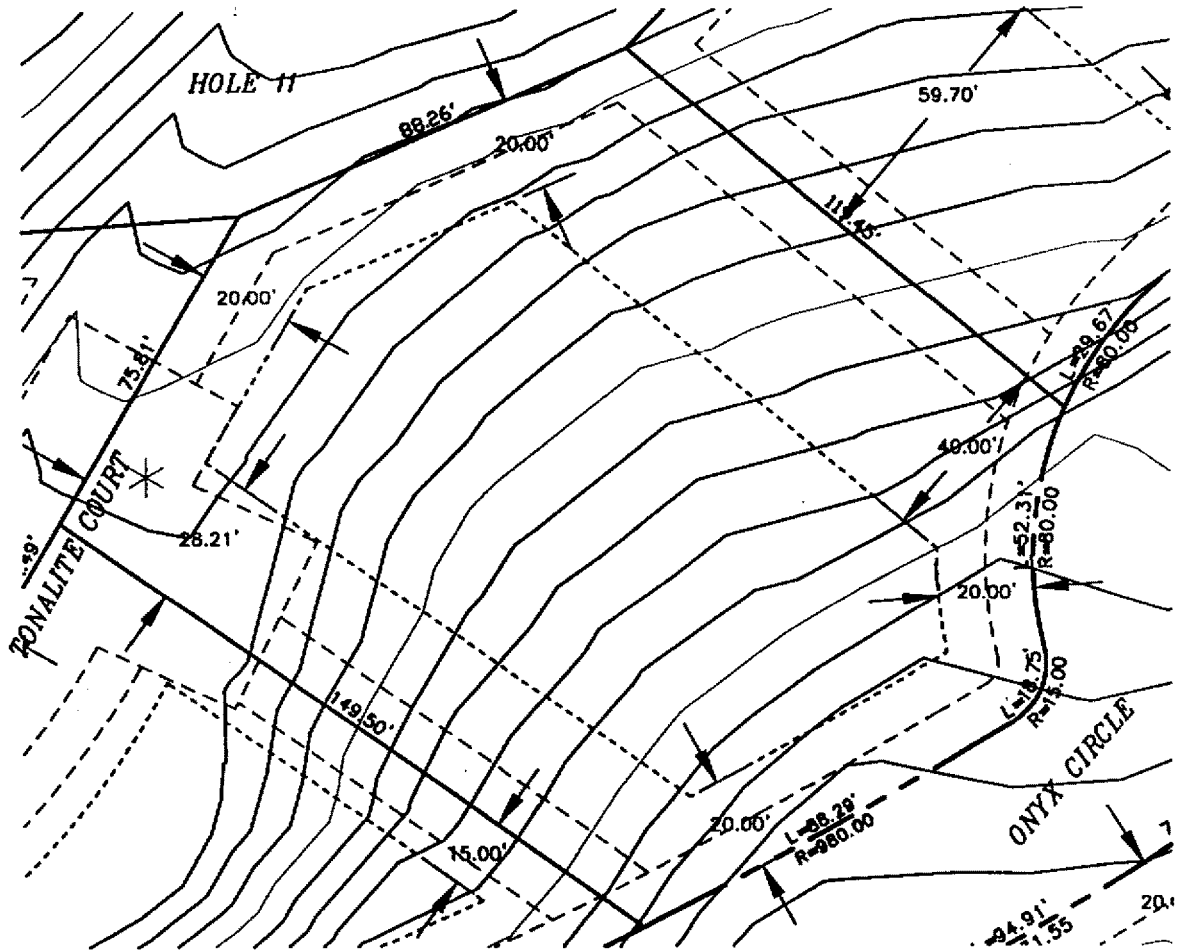 HOLE 11
88.26'
20.00'
59.70'
20.00'
75.81'
L=29.67
R=80.00
40.00'
TONALITE COURT
28.21'
L=52.31'
R=60.00
20.00'
149.50'
L=18.75'
R=15.00
ONYX CIRCLE
20.00'
L=88.29'
R=980.00
15.00'